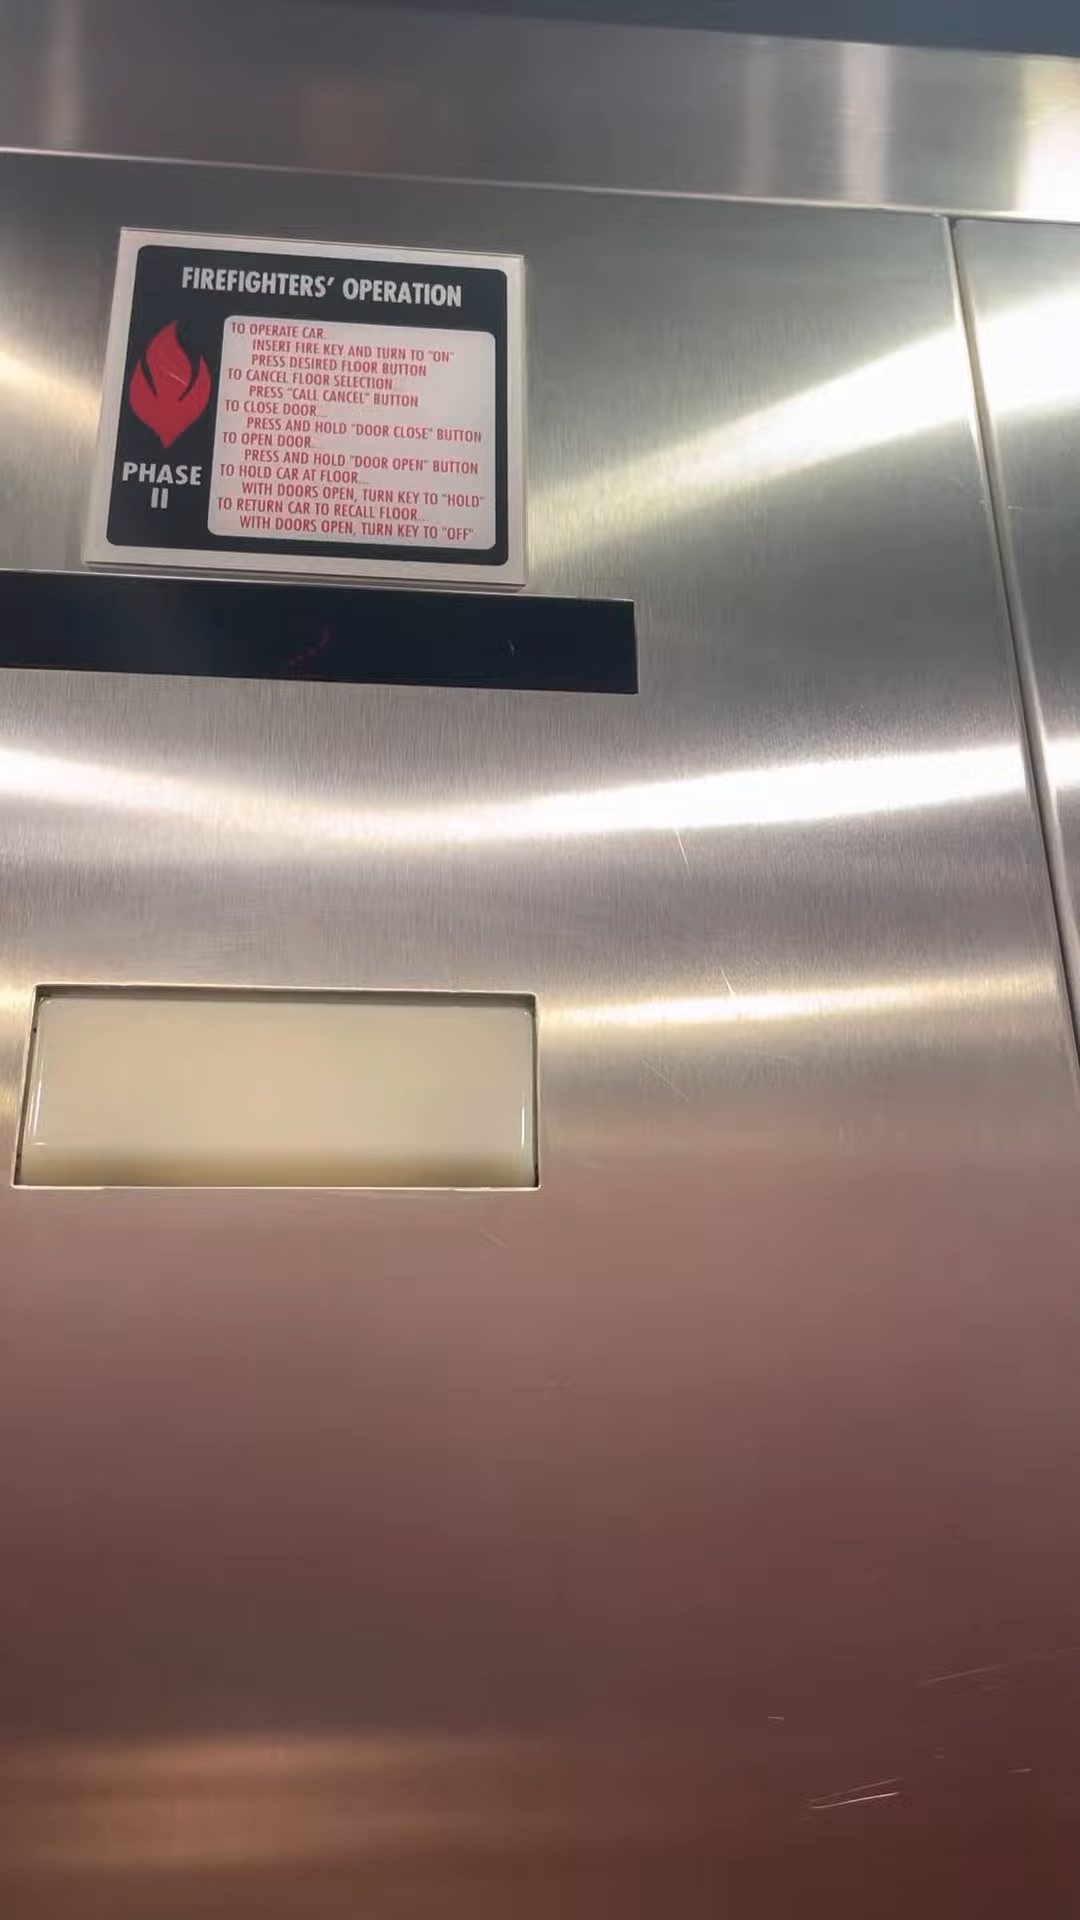 FIREFIGHTERS' OPERATION
TO OPERATE CAR...
INSERT FIRE KEY AND TURN TO "ON"
PRESS DESIRED FLOOR BUTTON
TO CANCEL FLOOR SELECTION...
PRESS "CALL CANCEL" BUTTON
TO CLOSE DOOR...
PRESS AND HOLD "DOOR CLOSE" BUTTON
TO OPEN DOOR...
PRESS AND HOLD "DOOR OPEN" BUTTON
TO HOLD CAR AT FLOOR...
WITH DOORS OPEN, TURN KEY TO "HOLD"
TO RETURN CAR TO RECALL FLOOR...
WITH DOORS OPEN, TURN KEY TO "OFF"
PHASE
II